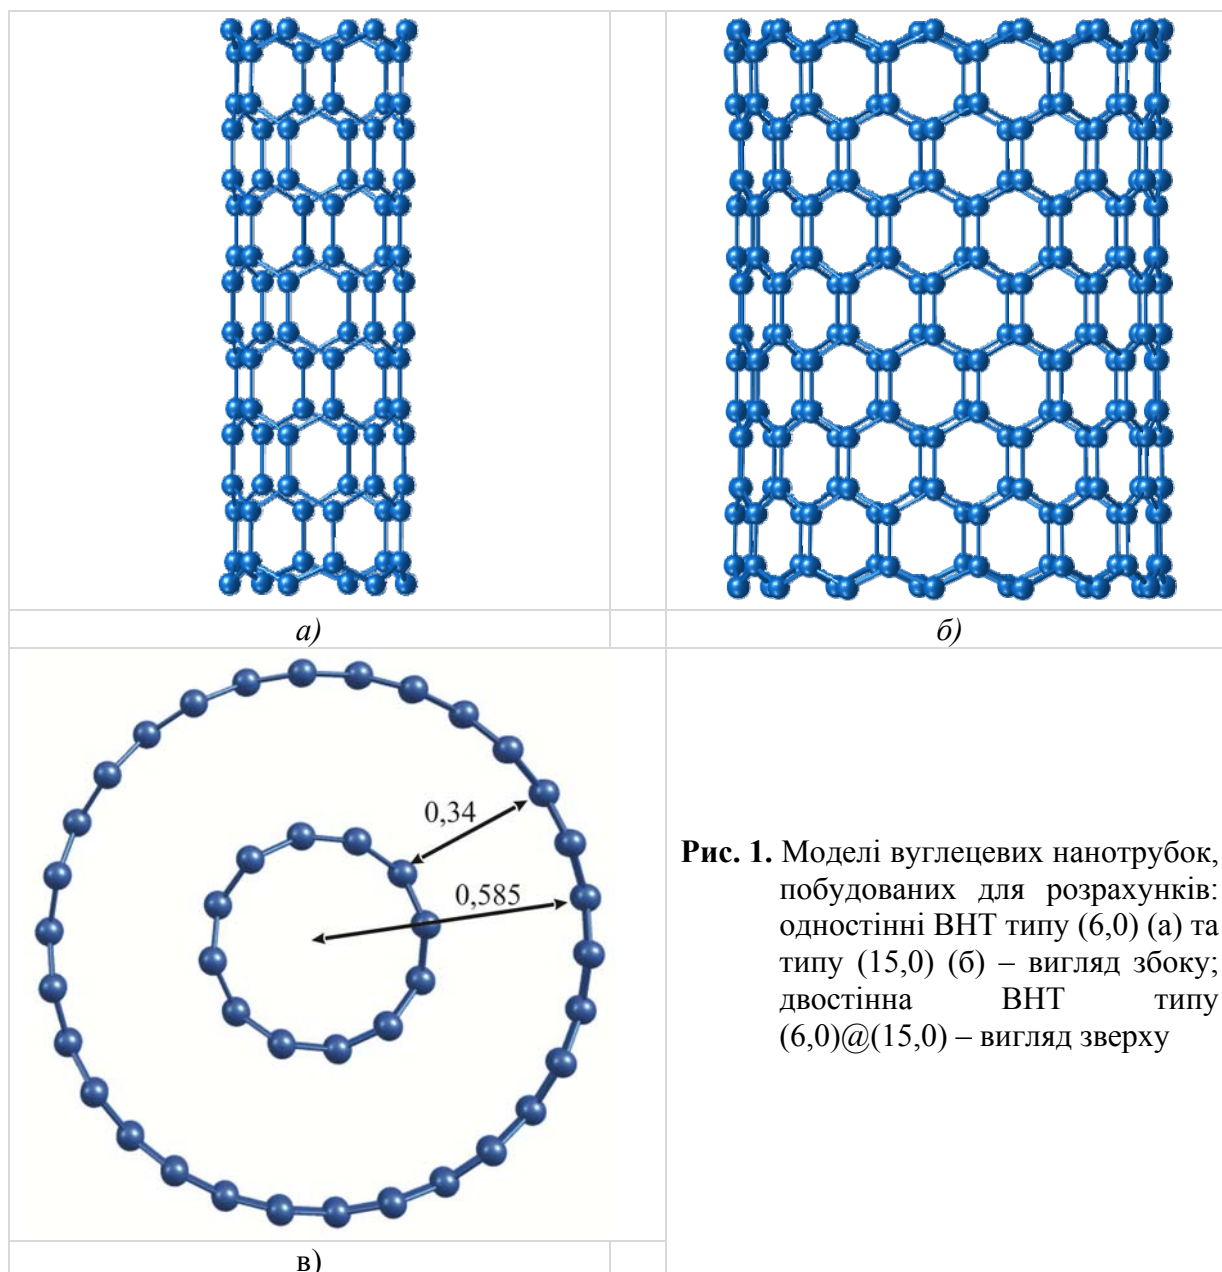 а)
б)
0,34
0,585
в)
Рис. 1. Моделі вуглецевих нанотрубок,
побудованих для розрахунків:
одностінні ВНТ типу (6,0) (а) та
типу (15,0) (б) – вигляд збоку;
двостінна ВНТ типу
(6,0)@(15,0) – вигляд зверху